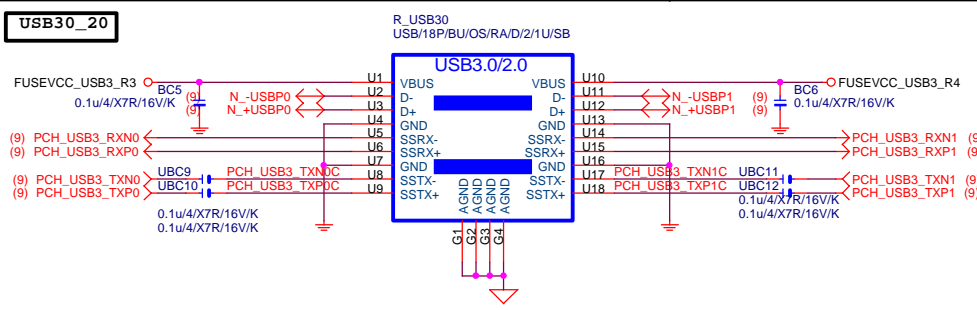 USB30_20
R_USB30
USB/18P/BU/OS/RA/D/2/1U/SB
USB3.0/2.0
FUSEVCC_USB3_R3
BC5
0.1u/4/X7R/16V/K
(9) N_-USBP0
(9) N_+USBP0
(9) PCH_USB3_RXN0
(9) PCH_USB3_RXP0
(9) PCH_USB3_TXN0
(9) PCH_USB3_TXP0
UBC9
UBC10
PCH_USB3_TXN0C
PCH_USB3_TXP0C
0.1u/4/X7R/16V/K
0.1u/4/X7R/16V/K
U1 VBUS
U2 D-
U3 D+
U4 GND
U5 SSRX-
U6 SSRX+
U7 GND
U8 SSTX-
U9 SSTX+
VBUS U10
D- U11
D+ U12
GND U13
SSRX- U14
SSRX+ U15
GND U16
SSTX- U17
SSTX+ U18
AGND G1
AGND G2
AGND G3
AGND G4
FUSEVCC_USB3_R4
BC6
0.1u/4/X7R/16V/K
N_-USBP1 (9)
N_+USBP1 (9)
PCH_USB3_RXN1 (9
PCH_USB3_RXP1 (9
PCH_USB3_TXN1C
PCH_USB3_TXP1C
UBC11
UBC12
PCH_USB3_TXN1 (9
PCH_USB3_TXP1 (9
0.1u/4/X7R/16V/K
0.1u/4/X7R/16V/K